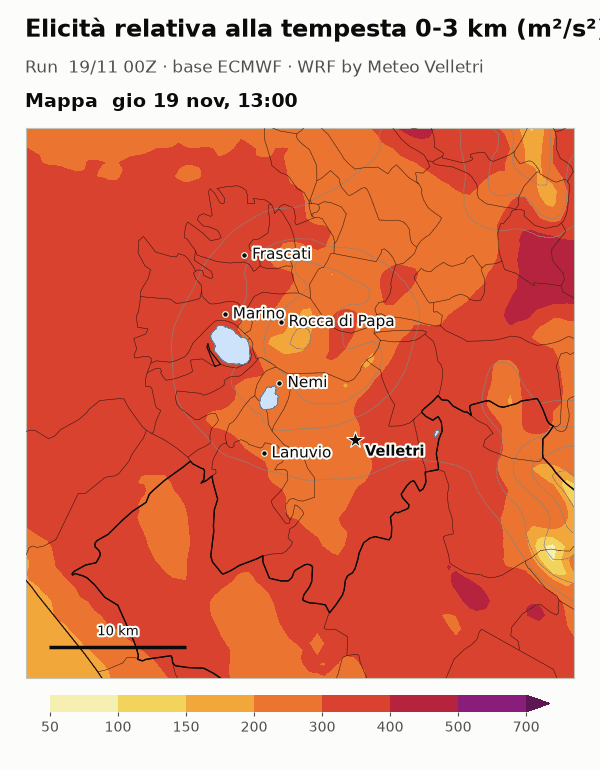 Elicità relativa alla tempesta 0-3 km (m²/s²)
Run 19/11 00Z · base ECMWF · WRF by Meteo Velletri
Mappa gio 19 nov, 13:00
Frascati
Marino
Rocca di Papa
Nemi
Velletri
Lanuvio
10 km
50 100 150 200 300 400 500 700